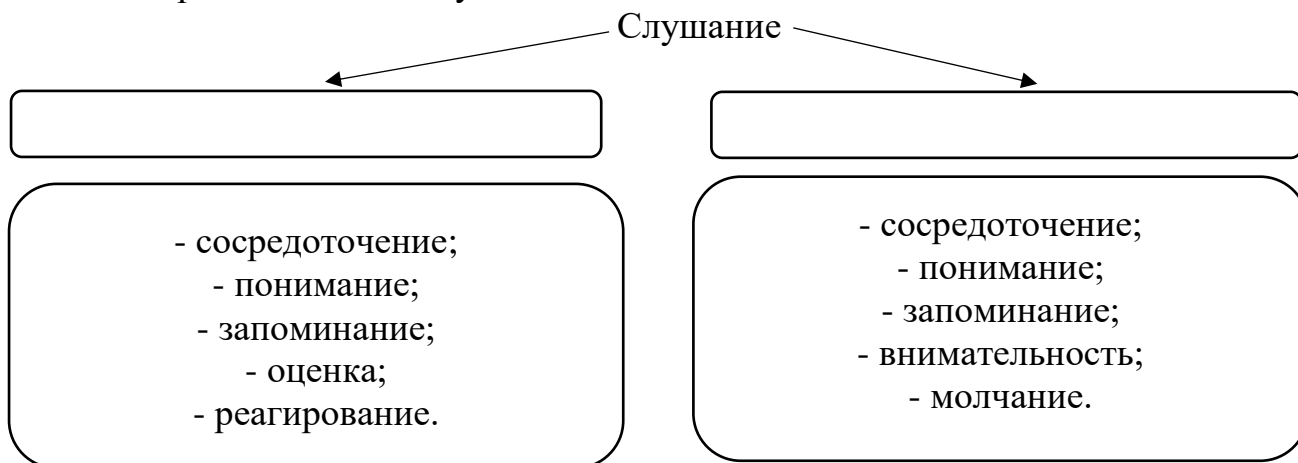 Слушание
- сосредоточение;
- понимание;
- запоминание;
- оценка;
- реагирование.
- сосредоточение;
- понимание;
- запоминание;
- внимательность;
- молчание.